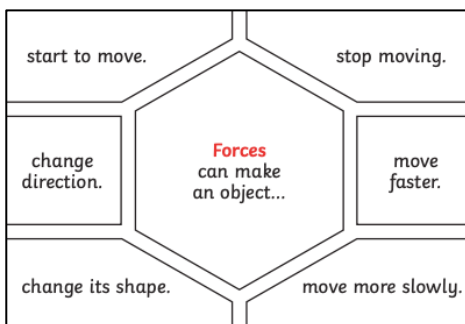 start to move.
stop moving.
change
direction.
Forces
can make
an object...
move
faster.
change its shape.
move more slowly.